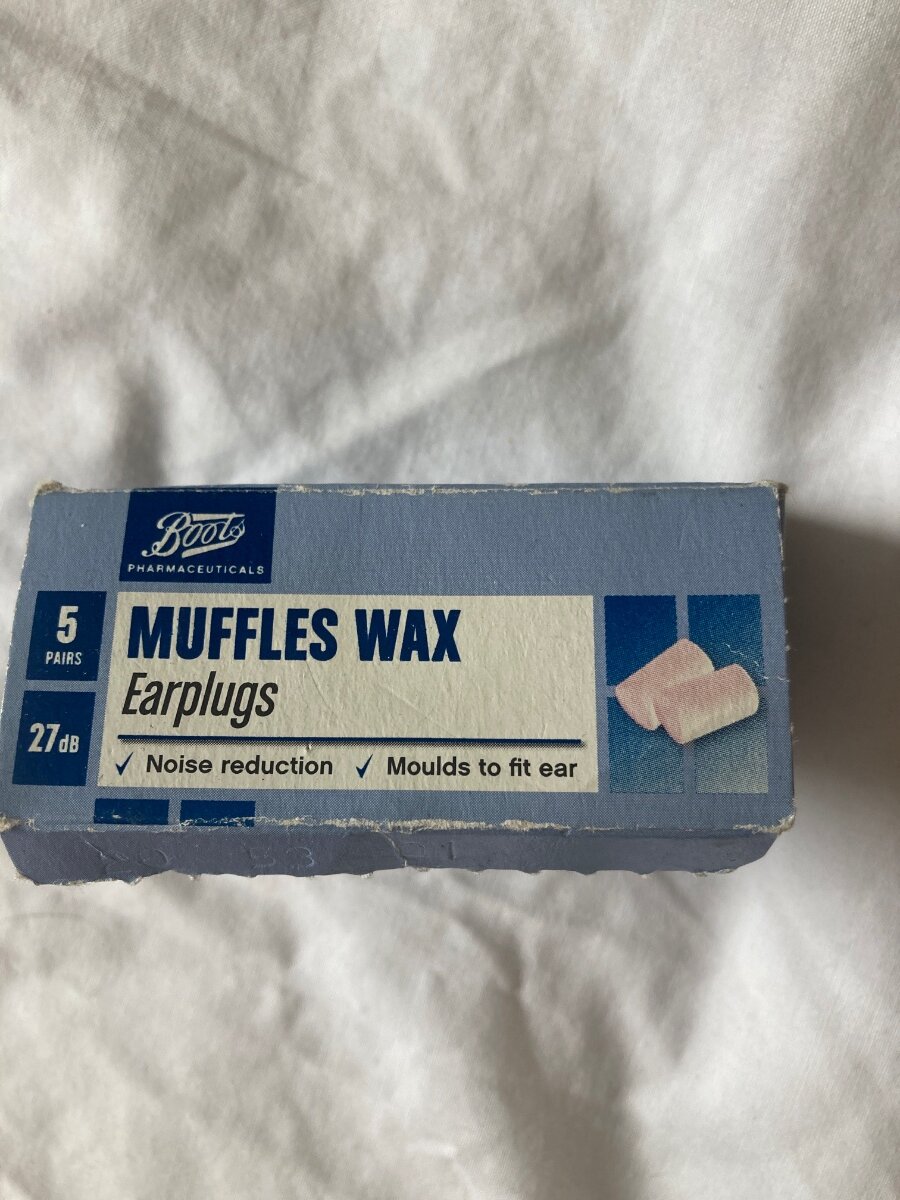 Boots
PHARMACEUTICALS
5
PAIRS
27dB
MUFFLES WAX
Earplugs
✓ Noise reduction ✓ Moulds to fit ear